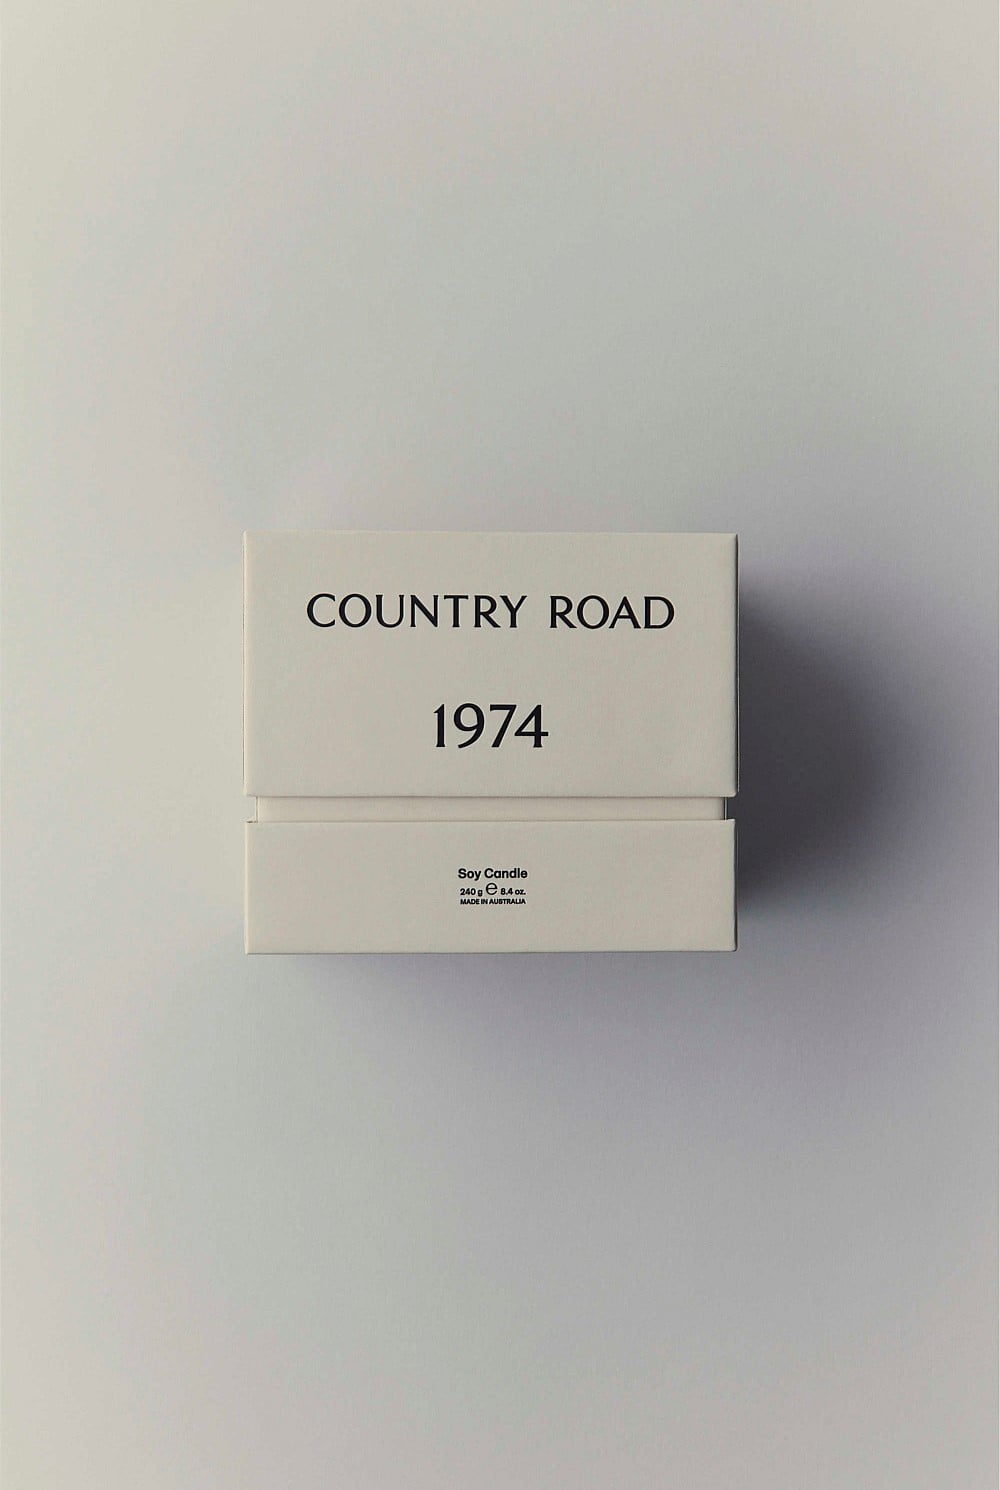 COUNTRY ROAD
1974
Soy Candle
240 g ℮ 8.4 oz.
MADE IN AUSTRALIA